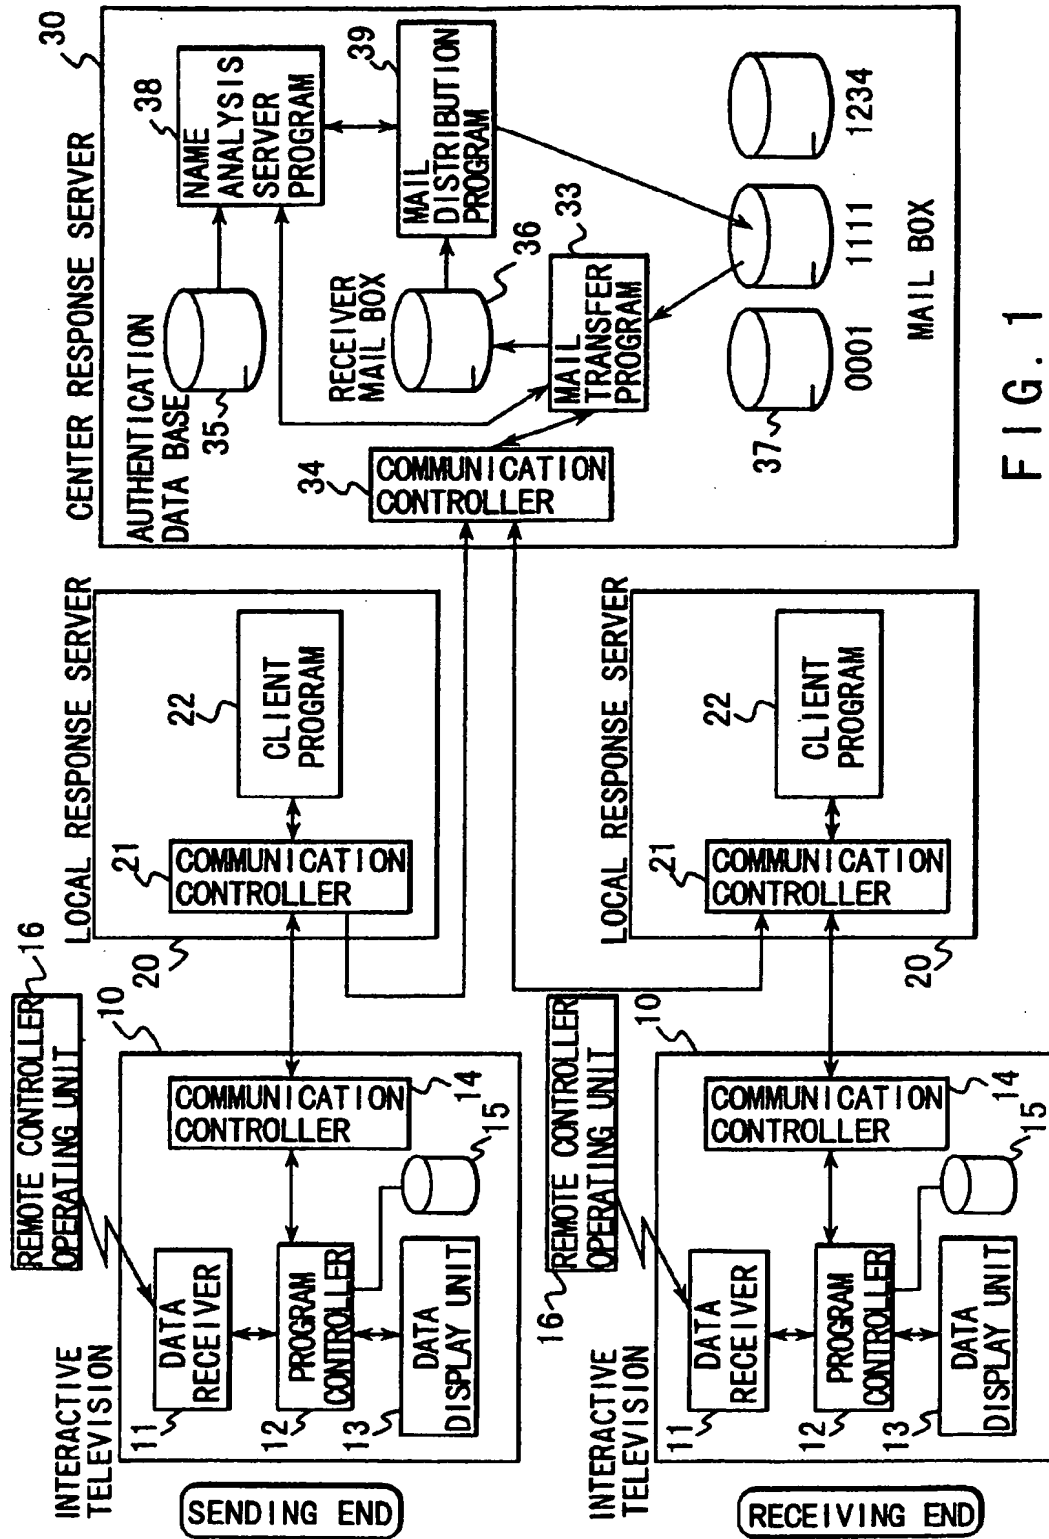 SENDING END
INTERACTIVE
TELEVISION
REMOTE CONTROLLER
OPERATING UNIT
16
10
DATA
RECEIVER
11
PROGRAM
CONTROLLER
12
DATA
DISPLAY UNIT
13
COMMUNICATION
CONTROLLER
14
15
LOCAL RESPONSE SERVER
20
COMMUNICATION
CONTROLLER
21
CLIENT
PROGRAM
22
RECEIVING END
INTERACTIVE
TELEVISION
REMOTE CONTROLLER
OPERATING UNIT
16
10
DATA
RECEIVER
11
PROGRAM
CONTROLLER
12
DATA
DISPLAY UNIT
13
COMMUNICATION
CONTROLLER
14
15
LOCAL RESPONSE SERVER
20
COMMUNICATION
CONTROLLER
21
CLIENT
PROGRAM
22
CENTER RESPONSE SERVER
30
AUTHENTICATION
DATA BASE
35
NAME
ANALYSIS
SERVER
PROGRAM
38
COMMUNICATION
CONTROLLER
34
RECEIVER
MAIL BOX
36
MAIL
DISTRIBUTION
PROGRAM
39
MAIL
TRANSFER
PROGRAM
33
37
0001
1111
1234
MAIL BOX
FIG. 1